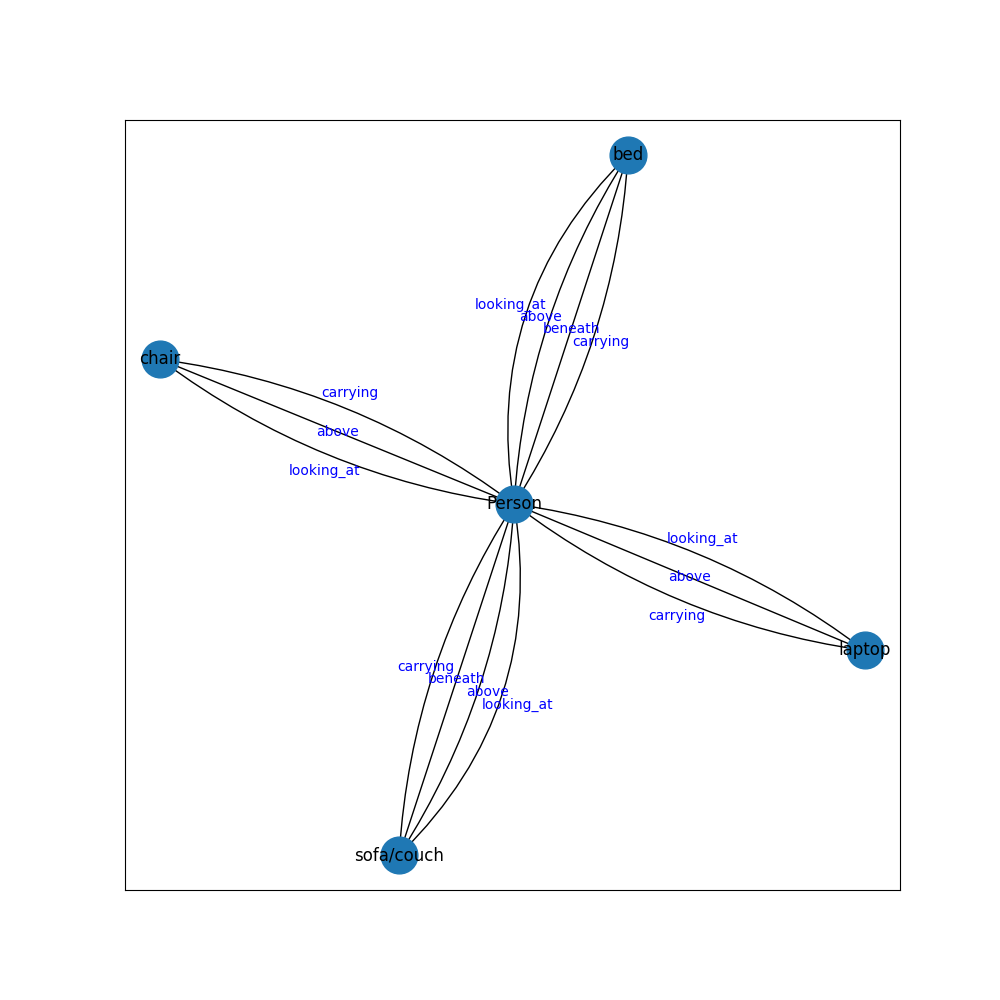 bed
looking_at
above
beneath
carrying
chair
carrying
above
looking_at
Person
looking_at
above
carrying
laptop
carrying
beneath
above
looking_at
sofa/couch